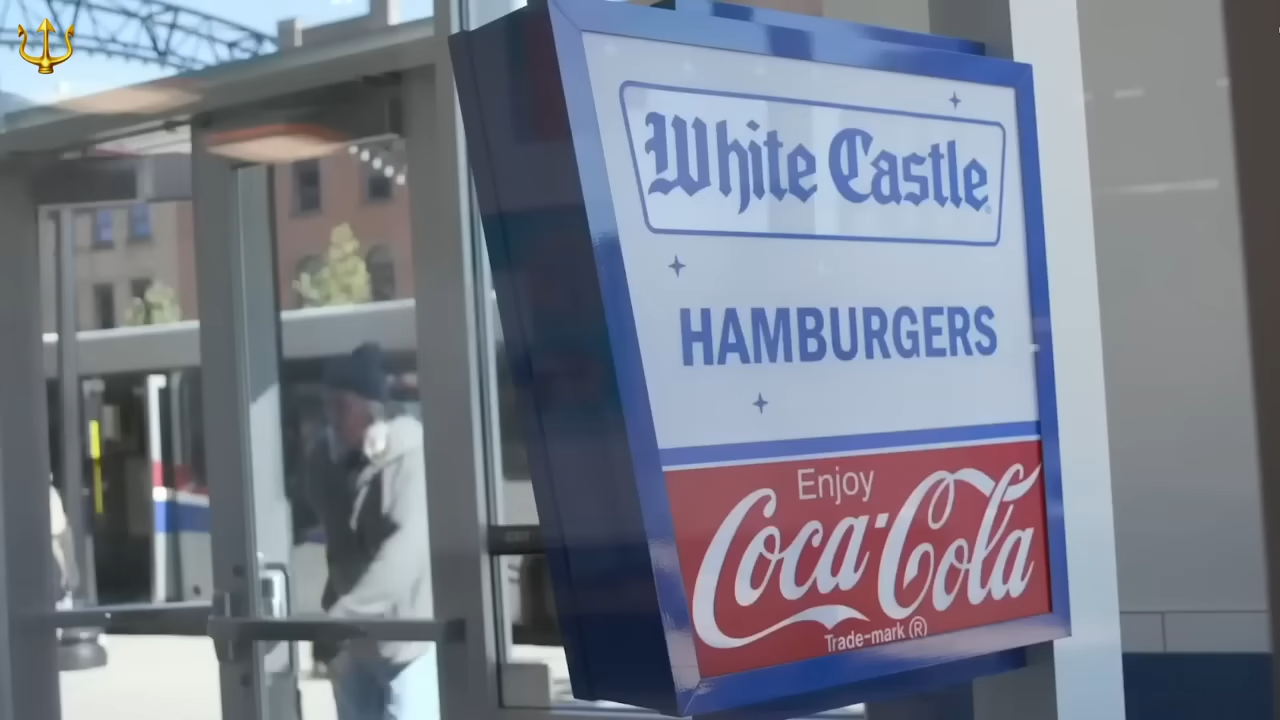 White Castle
HAMBURGERS
Enjoy
Coca-Cola
Trade-mark (R)